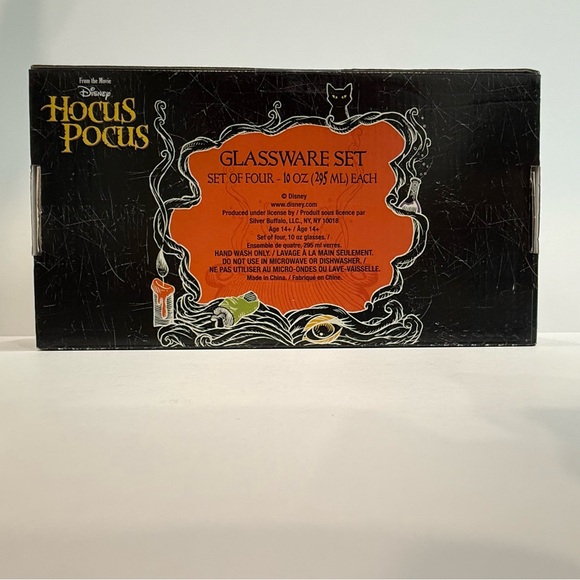 From the Movie
Disney
HOCUS
POCUS
GLASSWARE SET
SET OF FOUR - 10 OZ (295 ML) EACH
© Disney
www.disney.com
Produced under license by / Produit sous licence par
Silver Buffalo, LLC., NY, NY 10018
Age 14+ / Âge 14+
Set of four, 10 oz glasses. /
Ensemble de quatre, 295 ml verres.
HAND WASH ONLY. / LAVAGE À LA MAIN SEULEMENT.
DO NOT USE IN MICROWAVE OR DISHWASHER. /
NE PAS UTILISER AU MICRO-ONDES OU LAVE-VAISSELLE.
Made in China. / Fabriqué en Chine.